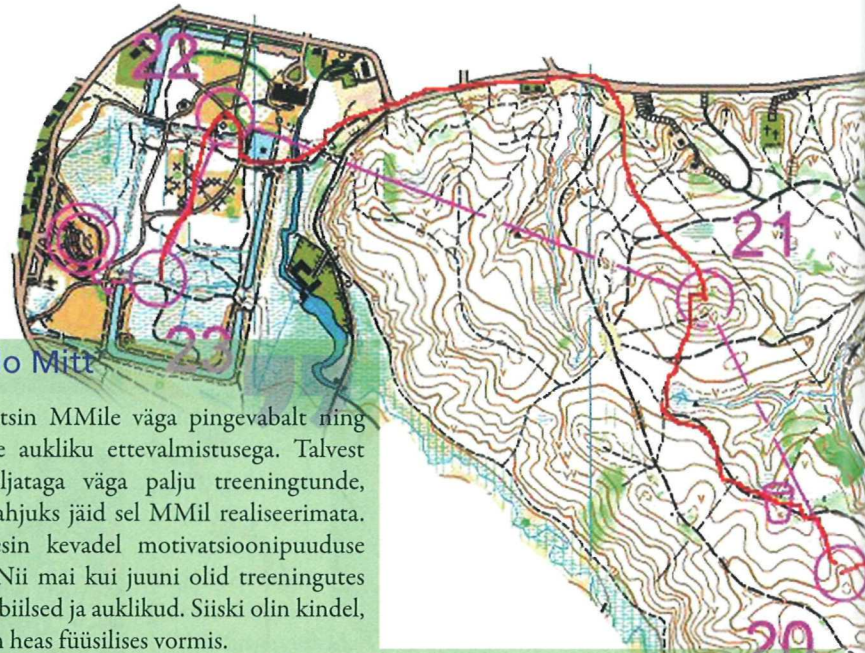 22
21
23
o Mitt
tsin MMile väga pingevabalt ning
e aukliku ettevalmistusega. Talvest
ljataga väga palju treeningtunde,
ahjuks jäid sel MMil realiseerimata.
esin kevadel motivatsioonipuuduse
Nii mai kui juuni olid treeningutes
biilsed ja auklikud. Siiski olin kindel,
n heas füüsilises vormis.
20